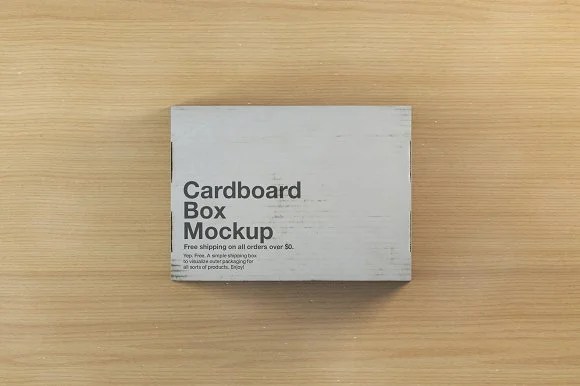 Cardboard
Box
Mockup
Free shipping on all orders over $0.
Yep. Free. A simple shipping box
to visualize outer packaging for
all sorts of products. Enjoy!